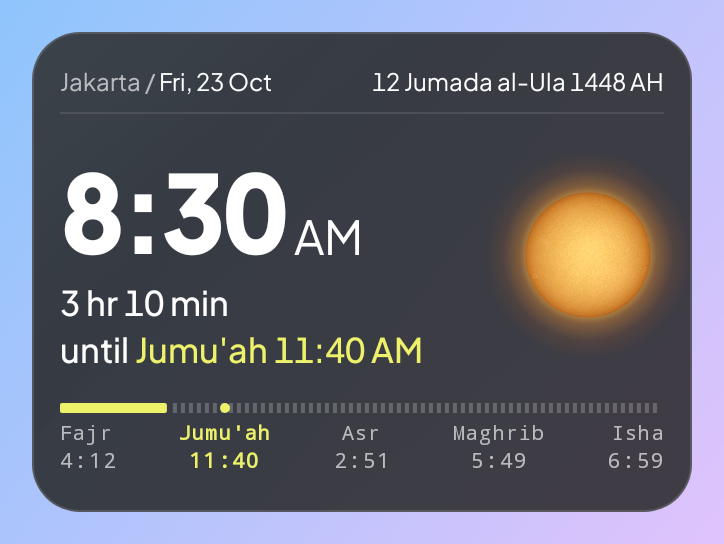 Jakarta / Fri, 23 Oct
12 Jumada al-Ula 1448 AH
8:30 AM
3 hr 10 min
until Jumu'ah 11:40 AM
Fajr Jumu'ah Asr Maghrib Isha
4:12 11:40 2:51 5:49 6:59